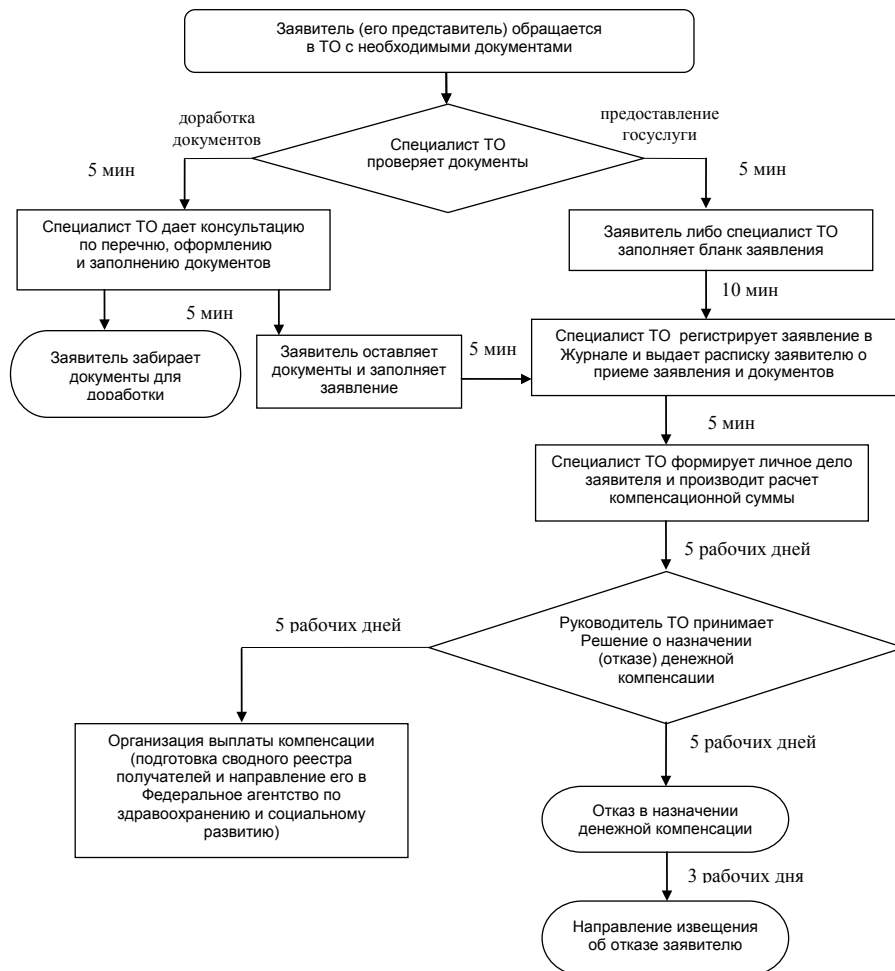 Заявитель (его представитель) обращается
в ТО с необходимыми документами
доработка
документов
предоставление
госуслуги
Специалист ТО
проверяет документы
5 мин
5 мин
Специалист ТО дает консультацию
по перечню, оформлению
и заполнению документов
Заявитель либо специалист ТО
заполняет бланк заявления
5 мин
10 мин
Заявитель забирает
документы для
доработки
Заявитель оставляет
документы и заполняет
заявление
5 мин
Специалист ТО регистрирует заявление в
Журнале и выдает расписку заявителю о
приеме заявления и документов
5 мин
Специалист ТО формирует личное дело
заявителя и производит расчет
компенсационной суммы
5 рабочих дней
Руководитель ТО принимает
Решение о назначении
(отказе) денежной
компенсации
5 рабочих дней
5 рабочих дней
Организация выплаты компенсации
(подготовка сводного реестра
получателей и направление его в
Федеральное агентство по
здравоохранению и социальному
развитию)
Отказ в назначении
денежной компенсации
3 рабочих дня
Направление извещения
об отказе заявителю